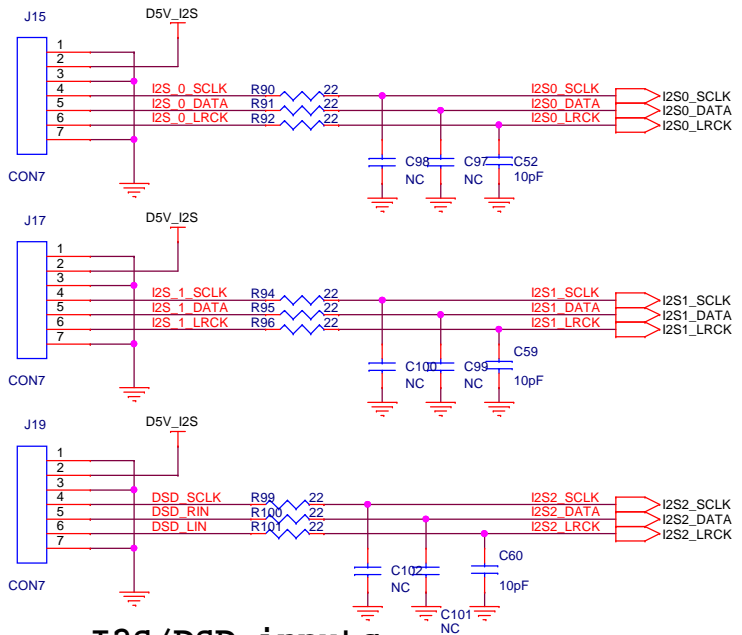 J15 D5V_I2S
1
2
3
4 I2S_0_SCLK R90 22 I2S0_SCLK I2S0_SCLK
5 I2S_0_DATA R91 22 I2S0_DATA I2S0_DATA
6 I2S_0_LRCK R92 22 I2S0_LRCK I2S0_LRCK
7
C98 C97 C52
NC NC 10pF
CON7
J17 D5V_I2S
1
2
3
4 I2S_1_SCLK R94 22 I2S1_SCLK I2S1_SCLK
5 I2S_1_DATA R95 22 I2S1_DATA I2S1_DATA
6 I2S_1_LRCK R96 22 I2S1_LRCK I2S1_LRCK
7
C100 C99 C59
NC NC 10pF
CON7
J19 D5V_I2S
1
2
3
4 DSD_SCLK R99 22 I2S2_SCLK I2S2_SCLK
5 DSD_RIN R100 22 I2S2_DATA I2S2_DATA
6 DSD_LIN R101 22 I2S2_LRCK I2S2_LRCK
7
C102 C60
NC 10pF
CON7
C101
NC
I2S/DSD inputs